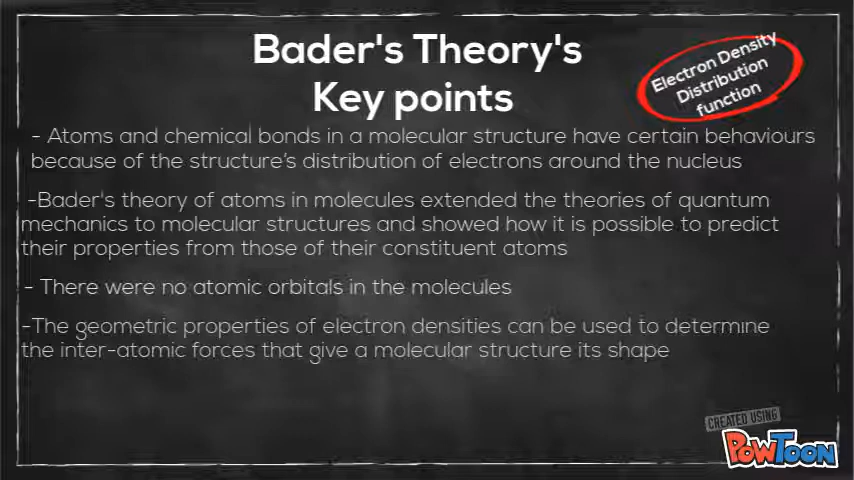 Bader's Theory's
Key points
Electron Density
Distribution
function
- Atoms and chemical bonds in a molecular structure have certain behaviours
because of the structure's distribution of electrons around the nucleus
-Bader's theory of atoms in molecules extended the theories of quantum
mechanics to molecular structures and showed how it is possible to predict
their properties from those of their constituent atoms
- There were no atomic orbitals in the molecules
-The geometric properties of electron densities can be used to determine
the inter-atomic forces that give a molecular structure its shape
CREATED USING
POWTOON